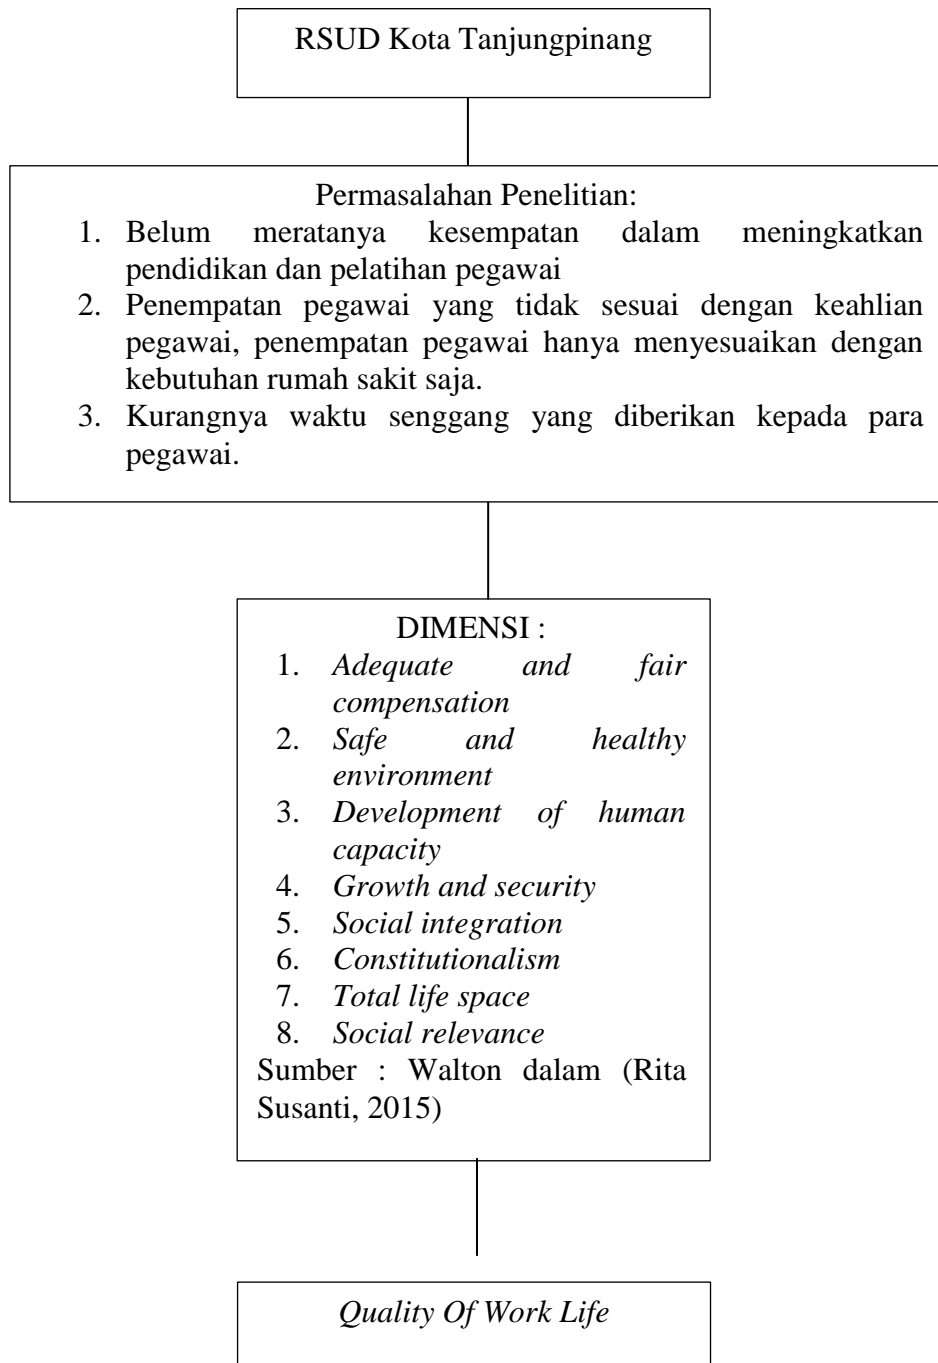 RSUD Kota Tanjungpinang
Permasalahan Penelitian:
1. Belum meratanya kesempatan dalam meningkatkan
pendidikan dan pelatihan pegawai
2. Penempatan pegawai yang tidak sesuai dengan keahlian
pegawai, penempatan pegawai hanya menyesuaikan dengan
kebutuhan rumah sakit saja.
3. Kurangnya waktu senggang yang diberikan kepada para
pegawai.
DIMENSI :
1. Adequate and fair
compensation
2. Safe and healthy
environment
3. Development of human
capacity
4. Growth and security
5. Social integration
6. Constitutionalism
7. Total life space
8. Social relevance
Sumber : Walton dalam (Rita
Susanti, 2015)
Quality Of Work Life